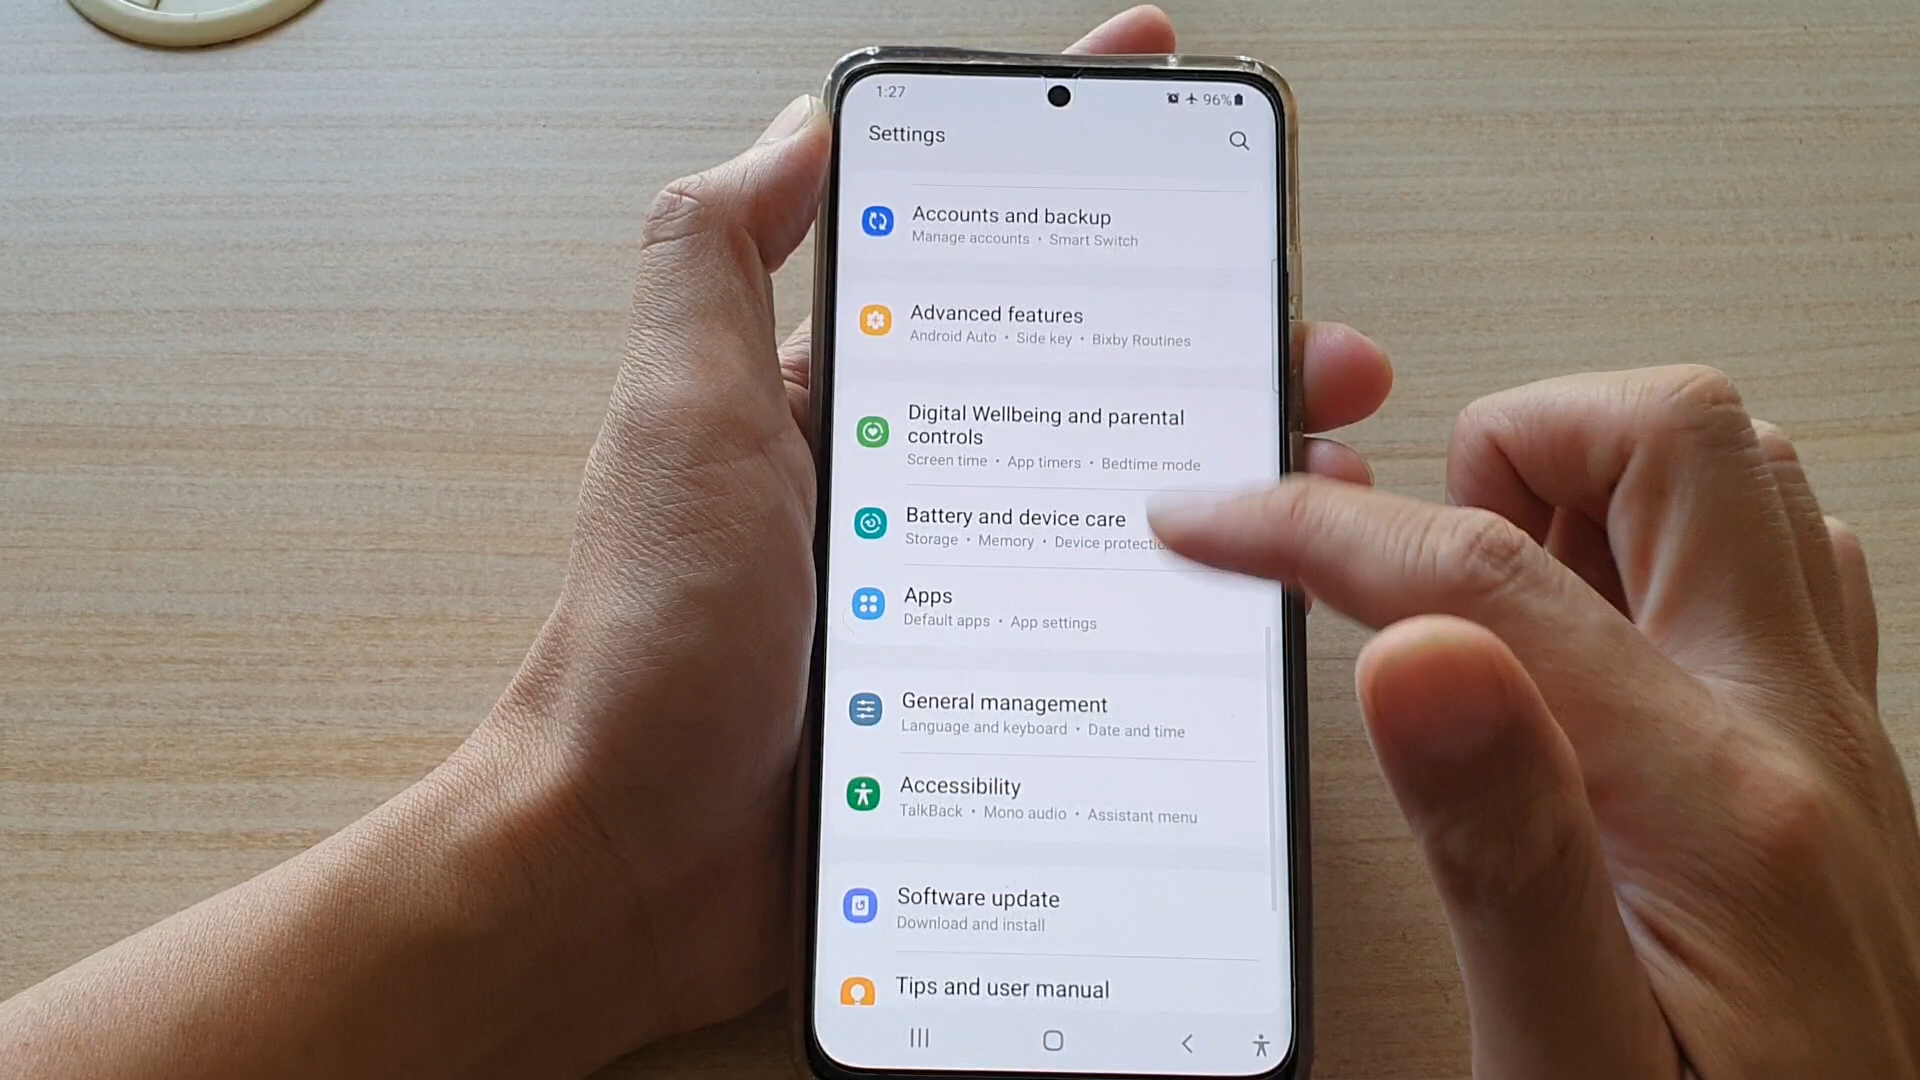 1:27
96%
Settings
Accounts and backup
Manage accounts • Smart Switch
Advanced features
Android Auto • Side key • Bixby Routines
Digital Wellbeing and parental
controls
Screen time • App timers • Bedtime mode
Battery and device care
Storage • Memory • Device protectio
Apps
Default apps • App settings
General management
Language and keyboard • Date and time
Accessibility
TalkBack • Mono audio • Assistant menu
Software update
Download and install
Tips and user manual